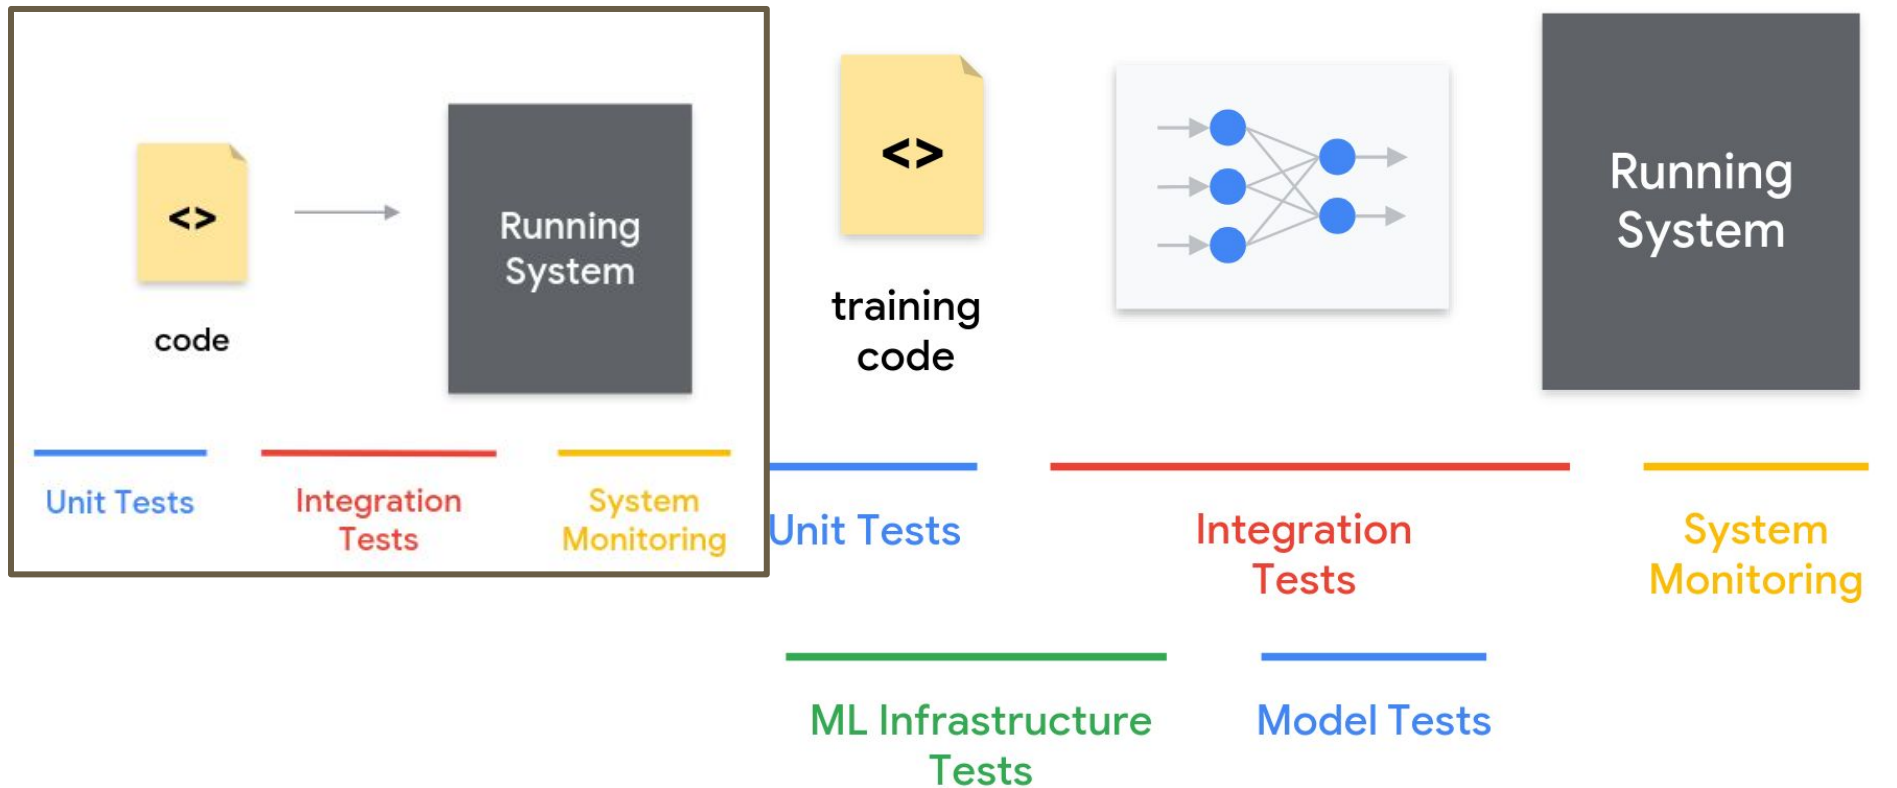 <>
code
Running
System
Unit Tests
Integration
Tests
System
Monitoring
<>
training
code
Running
System
Unit Tests
Integration
Tests
System
Monitoring
ML Infrastructure
Tests
Model Tests